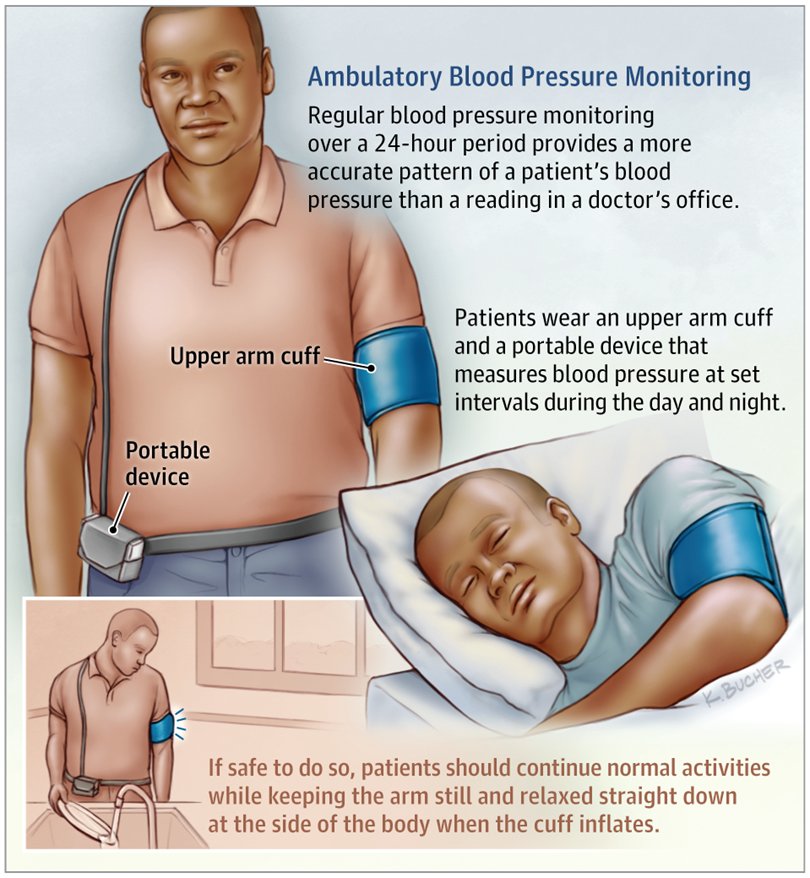 Ambulatory Blood Pressure Monitoring
Regular blood pressure monitoring
over a 24-hour period provides a more
accurate pattern of a patient’s blood
pressure than a reading in a doctor’s office.
Patients wear an upper arm cuff
and a portable device that
measures blood pressure at set
intervals during the day and night.
Upper arm cuff
Portable
device
K. BUCHER
If safe to do so, patients should continue normal activities
while keeping the arm still and relaxed straight down
at the side of the body when the cuff inflates.